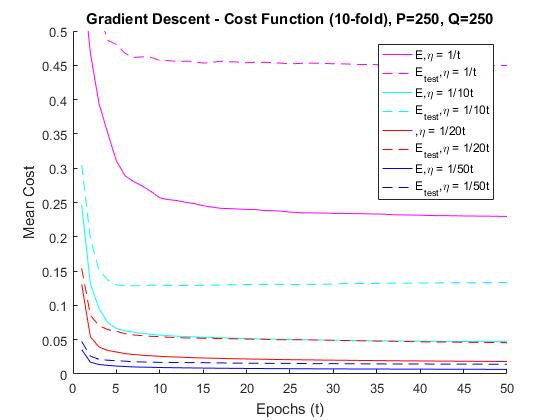 Gradient Descent - Cost Function (10-fold), P=250, Q=250
0.5
0.45
0.4
0.35
0.3
0.25
0.2
0.15
0.1
0.05
0
Mean Cost
E,η = 1/t
E_test,η = 1/t
E,η = 1/10t
E_test,η = 1/10t
,η = 1/20t
E_test,η = 1/20t
E,η = 1/50t
E_test,η = 1/50t
0 5 10 15 20 25 30 35 40 45 50
Epochs (t)